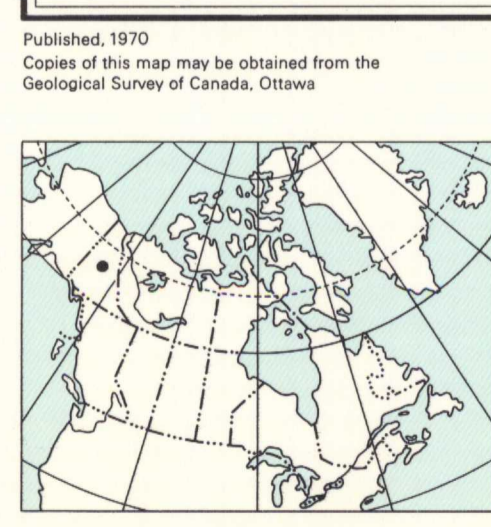 Published, 1970
Copies of this map may be obtained from the
Geological Survey of Canada, Ottawa